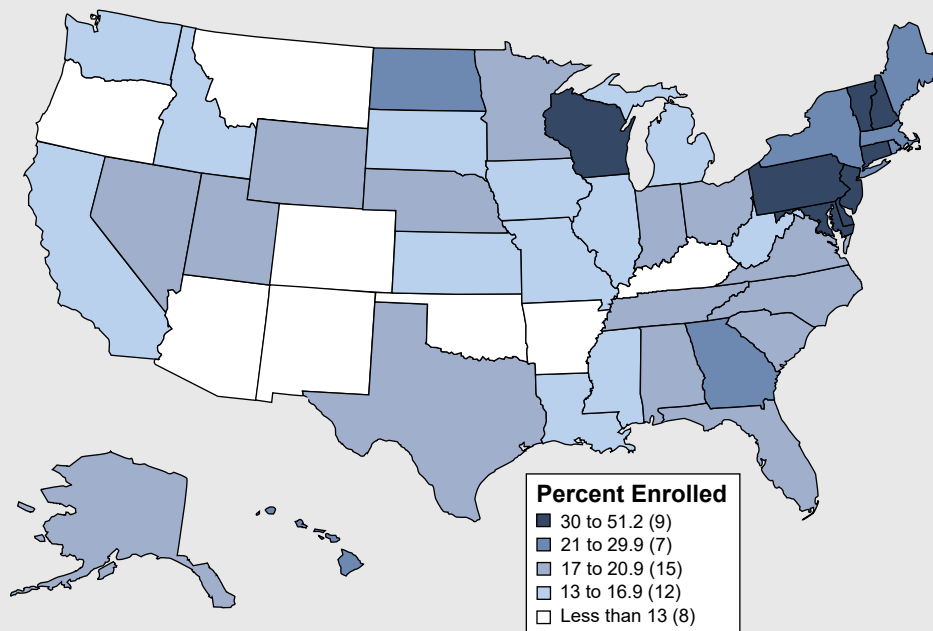 Percent Enrolled
30 to 51.2 (9)
21 to 29.9 (7)
17 to 20.9 (15)
13 to 16.9 (12)
Less than 13 (8)